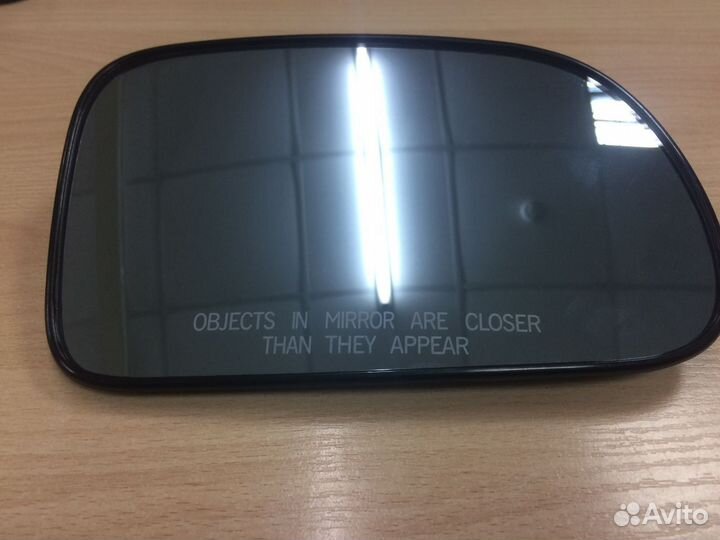 OBJECTS IN MIRROR ARE CLOSER
THAN THEY APPEAR
Avito